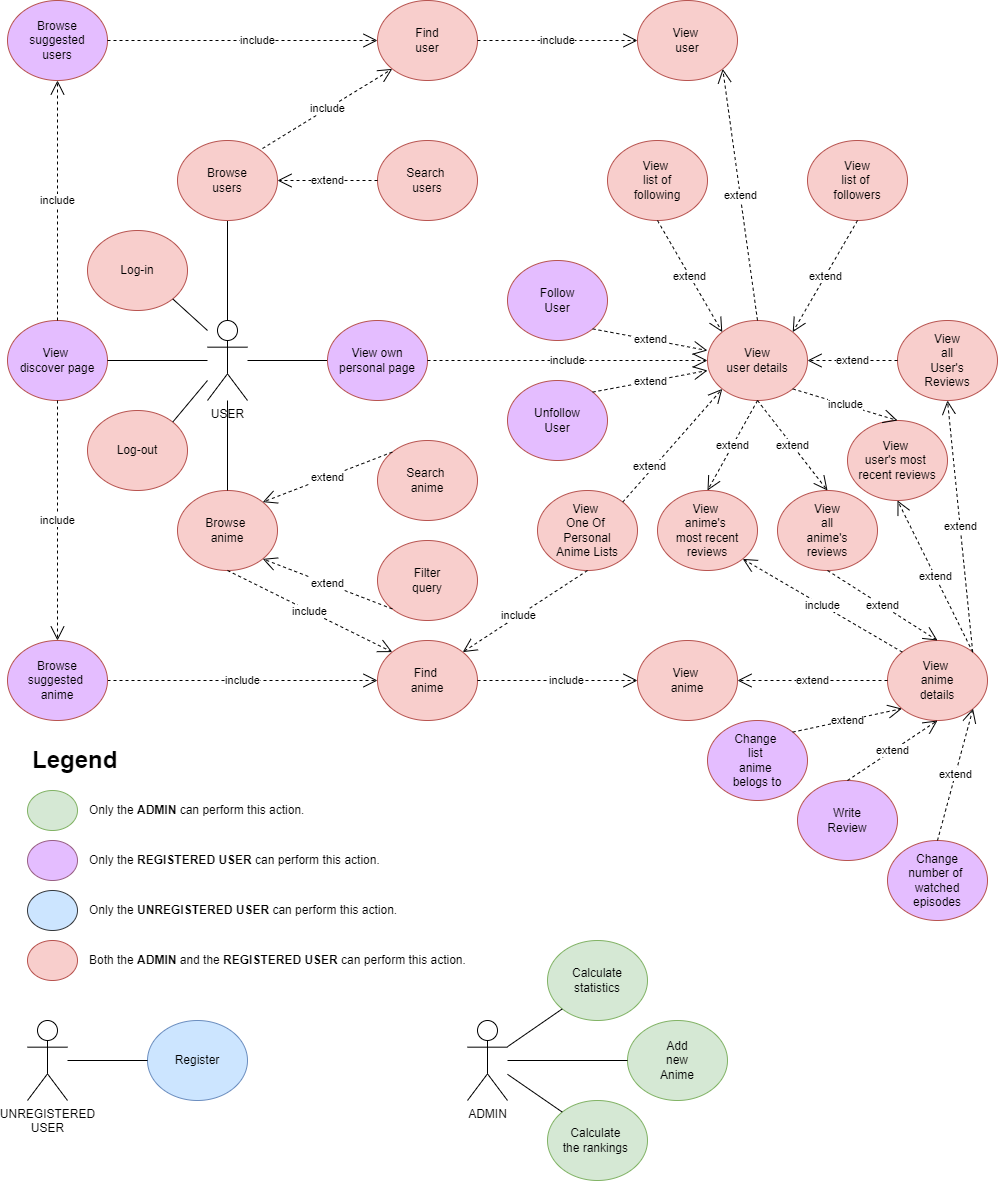 Browse
suggested
users
include
Find
user
include
View
user
include
Browse
users
extend
Search
users
View
list of
following
View
list of
followers
extend
include
Log-in
extend
extend
Follow
User
extend
View
discover page
USER
View own
personal page
include
View
user details
extend
View
all
User's
Reviews
extend
Unfollow
User
include
Log-out
View
user's most
recent reviews
extend
extend
extend
Search
anime
extend
Browse
anime
View
One Of
Personal
Anime Lists
View
anime's
most recent
reviews
View
all
anime's
reviews
include
extend
Filter
query
extend
extend
include
include
include
extend
Browse
suggested
anime
include
Find
anime
include
View
anime
extend
View
anime
details
Change
list
anime
belogs to
extend
extend
Write
Review
extend
Change
number of
watched
episodes
Legend
Only the ADMIN can perform this action.
Only the REGISTERED USER can perform this action.
Only the UNREGISTERED USER can perform this action.
Both the ADMIN and the REGISTERED USER can perform this action.
UNREGISTERED
USER
Register
ADMIN
Calculate
statistics
Add
new
Anime
Calculate
the rankings